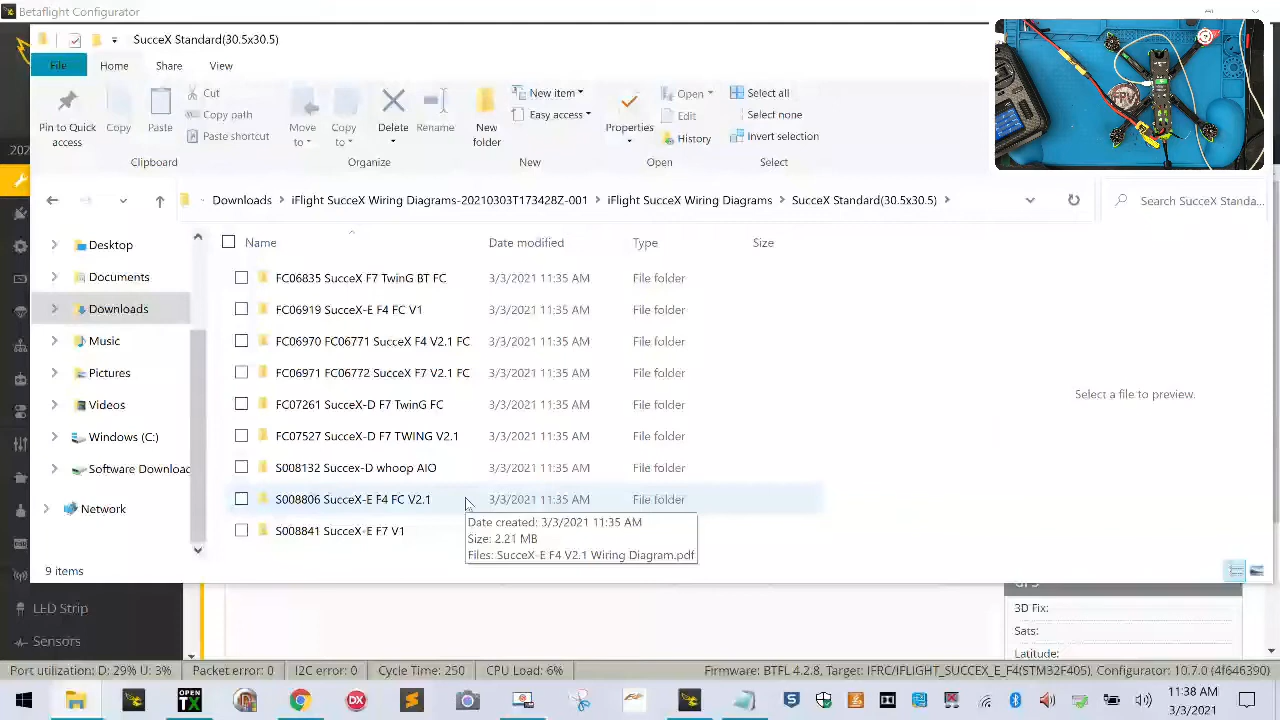 Betaflight Configurator
SucceX Standard(30.5x30.5)
File
Home
Share
View
Pin to Quick access
Copy
Paste
Cut
Copy path
Paste shortcut
Clipboard
Move to
Copy to
Delete
Rename
Organize
New folder
New item
Easy access
New
Properties
Open
Edit
History
Open
Select all
Select none
Invert selection
Select
Downloads
iFlight SucceX Wiring Diagrams-20210303T173428Z-001
iFlight SucceX Wiring Diagrams
SucceX Standard(30.5x30.5)
Search SucceX Standa...
Desktop
Documents
Downloads
Music
Pictures
Videos
Windows (C:)
Software Downloac
Network
Name Date modified Type Size
FC06835 SucceX F7 TwinG BT FC 3/3/2021 11:35 AM File folder
FC06919 SucceX-E F4 FC V1 3/3/2021 11:35 AM File folder
FC06970 FC06771 SucceX F4 V2.1 FC 3/3/2021 11:35 AM File folder
FC06971 FC06772 SucceX F7 V2.1 FC 3/3/2021 11:35 AM File folder
FC07261 SucceX-D F7 TwinG FC 3/3/2021 11:35 AM File folder
FC07527 SucceX-D F7 TWING V2.1 3/3/2021 11:35 AM File folder
S008132 Succex-D whoop AIO 3/3/2021 11:35 AM File folder
S008806 SucceX-E F4 FC V2.1 3/3/2021 11:35 AM File folder
S008841 SucceX-E F7 V1
Date created: 3/3/2021 11:35 AM
Size: 2.21 MB
Files: SucceX-E F4 V2.1 Wiring Diagram.pdf
Select a file to preview.
9 items
LED Strip
Sensors
3D Fix:
Sats:
Latitude:
Port utilization: D: 29% U: 3%
Packet error: 0
I2C error: 0
Cycle Time: 250
CPU Load: 6%
Firmware: BTFL 4.2.8, Target: IFRC/IFLIGHT_SUCCEX_E_F4(STM32F405), Configurator: 10.7.0 (4f646390)
OPEN TX
DX
11:38 AM
3/3/2021